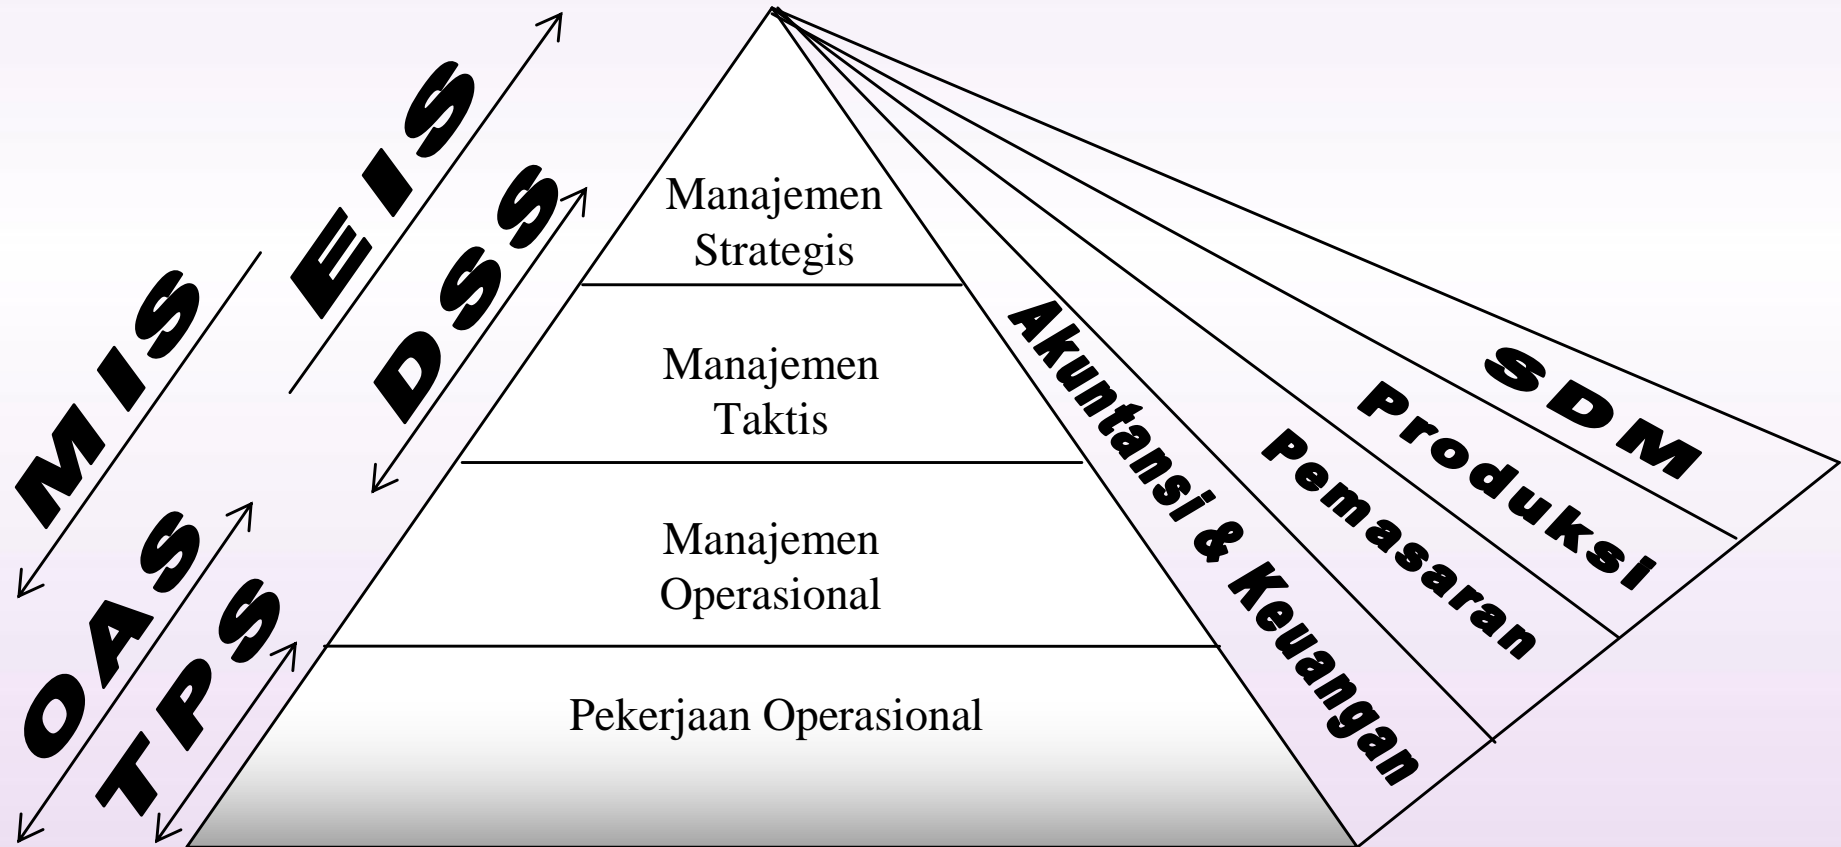 EIS
DSS
MIS
OAS
TPS
Manajemen
Strategis
Manajemen
Taktis
Manajemen
Operasional
Pekerjaan Operasional
Akuntansi & Keuangan
Pemasaran
Produksi
SDM